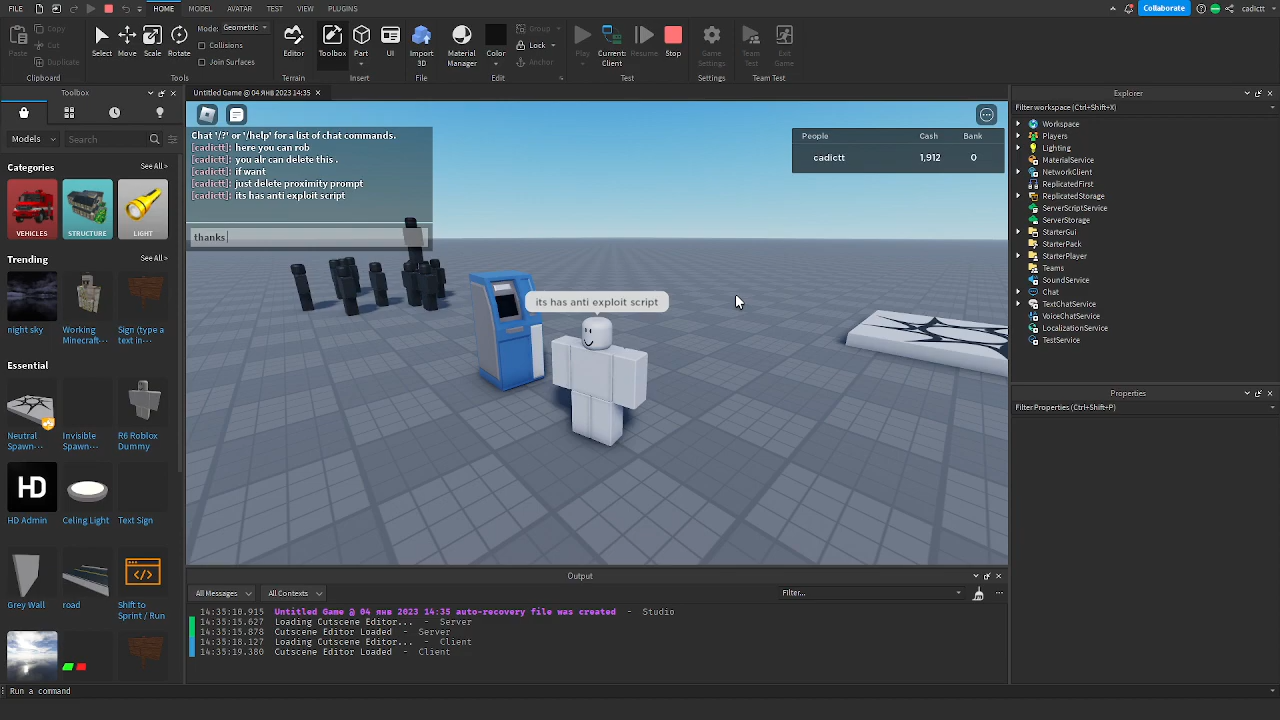 FILE HOME MODEL AVATAR TEST VIEW PLUGINS Collaborate cadictt
Paste Copy Cut Duplicate Clipboard
Select Move Scale Rotate Mode: Geometric Collisions Join Surfaces Tools
Editor Terrain
Toolbox Part UI Insert
Import 3D File
Material Manager Color Group Lock Anchor Edit
Play Current: Client Resume Stop Test
Game Settings Settings
Team Test Exit Game Team Test
Toolbox
Models Search
Categories See All >
VEHICLES STRUCTURE LIGHT
Trending See All >
night sky
Working Minecraft···
Sign (type a text in···
Essential See All >
Neutral Spawn···
Invisible Spawn···
R6 Roblox Dummy
HD
HD Admin
Celing Light
Text Sign
Grey Wall
road
Shift to Sprint / Run
Untitled Game @ 04 янв 2023 14:35
Chat '/?' or '/help' for a list of chat commands.
[cadictt]: here you can rob
[cadictt]: you alr can delete this .
[cadictt]: if want
[cadictt]: just delete proximity prompt
[cadictt]: its has anti exploit script
thanks
People Cash Bank
cadictt 1,912 0
its has anti exploit script
Output
All Messages All Contexts Filter...
14:35:10.915 Untitled Game @ 04 янв 2023 14:35 auto-recovery file was created - Studio
14:35:15.627 Loading Cutscene Editor... - Server
14:35:15.878 Cutscene Editor Loaded - Server
14:35:18.127 Loading Cutscene Editor... - Client
14:35:19.380 Cutscene Editor Loaded - Client
Run a command
Explorer
Filter workspace (Ctrl+Shift+X)
Workspace
Players
Lighting
MaterialService
NetworkClient
ReplicatedFirst
ReplicatedStorage
ServerScriptService
ServerStorage
StarterGui
StarterPack
StarterPlayer
Teams
SoundService
Chat
TextChatService
VoiceChatService
LocalizationService
TestService
Properties
Filter Properties (Ctrl+Shift+P)